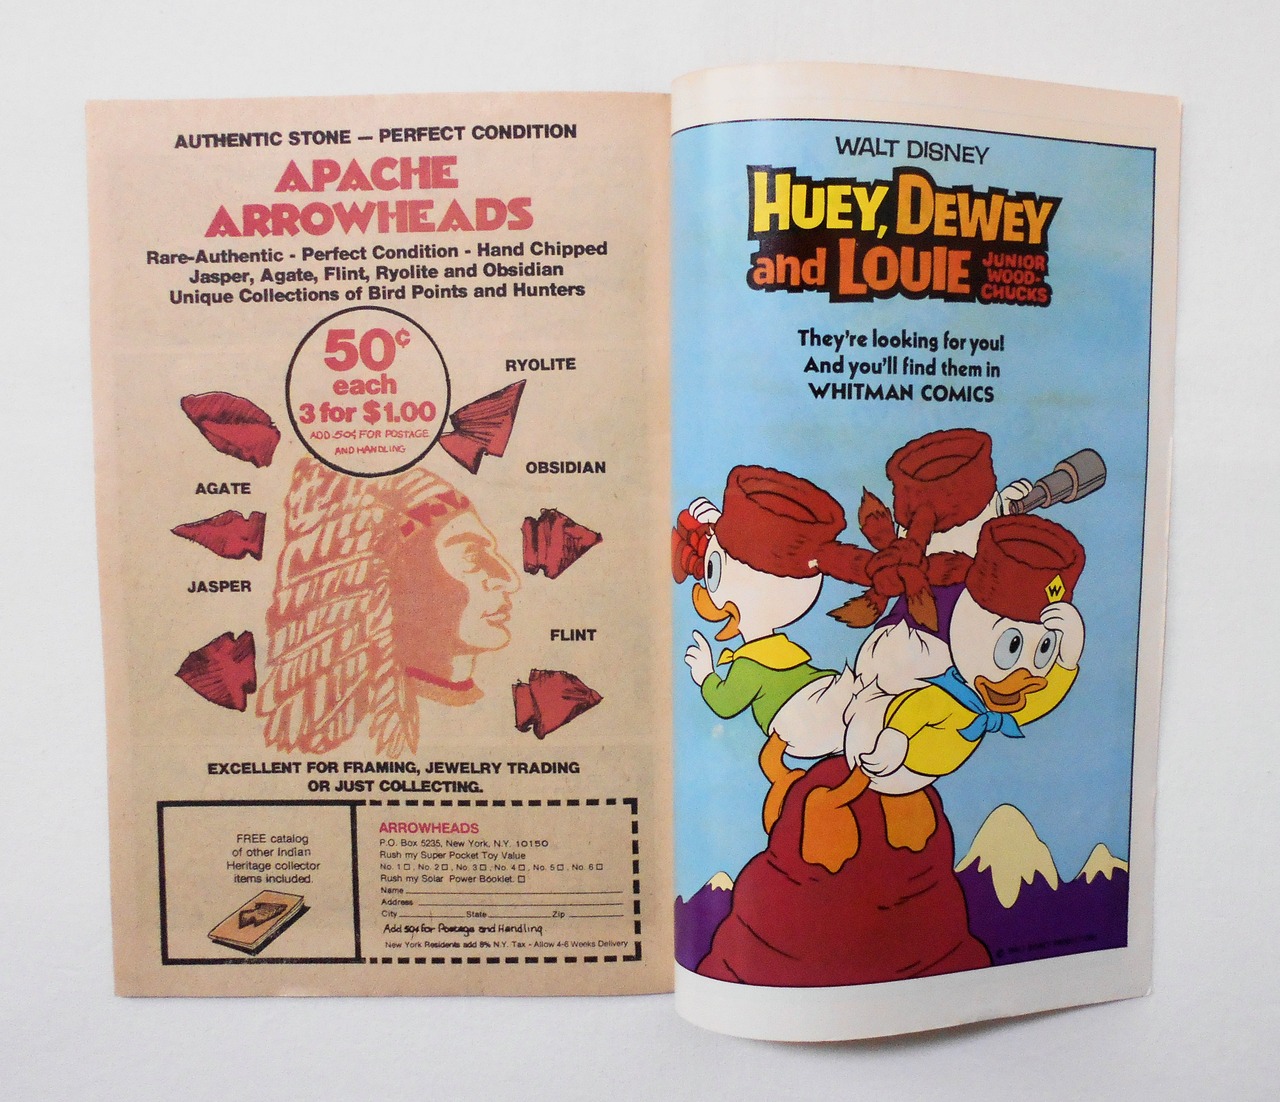 AUTHENTIC STONE — PERFECT CONDITION
APACHE
ARROWHEADS
Rare-Authentic - Perfect Condition - Hand Chipped
Jasper, Agate, Flint, Ryolite and Obsidian
Unique Collections of Bird Points and Hunters
50¢
each
3 for $1.00
ADD 50¢ FOR POSTAGE
AND HANDLING
RYOLITE
OBSIDIAN
AGATE
JASPER
FLINT
EXCELLENT FOR FRAMING, JEWELRY TRADING
OR JUST COLLECTING.
FREE catalog
of other Indian
Heritage collector
items included.
ARROWHEADS
P.O. Box 5235, New York, N.Y. 10150
Rush my Super Pocket Toy Value
No. 1 □, No. 2 □, No. 3 □, No. 4 □, No. 5 □, No. 6 □
Rush my Solar Power Booklet. □
Name
Address
City State Zip
Add 50¢ for Postage and Handling
New York Residents add 8% N.Y. Tax - Allow 4-6 Weeks Delivery
WALT DISNEY
HUEY, DEWEY
and LOUIE JUNIOR
WOOD-
CHUCKS
They're looking for you!
And you'll find them in
WHITMAN COMICS
W
© WALT DISNEY PRODUCTIONS